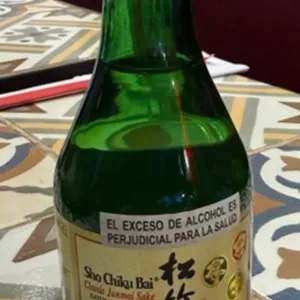 EL EXCESO DE ALCOHOL ES
PERJUDICIAL PARA LA SALUD
Sho Chiku Bai
Classic Junmai Sake
松
竹